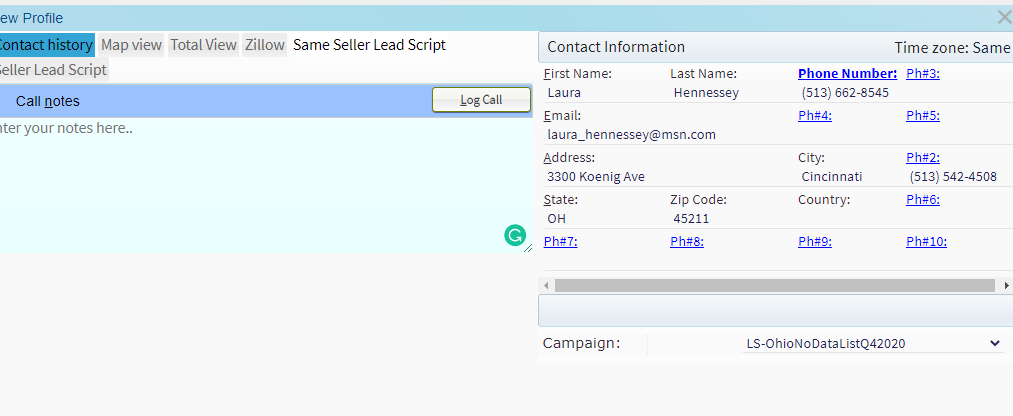 ew Profile
Contact history Map view Total View Zillow Same Seller Lead Script
Seller Lead Script
Call notes Log Call
nter your notes here..
Contact Information Time zone: Same
First Name: Last Name: Phone Number: Ph#3:
Laura Hennessey (513) 662-8545
Email: Ph#4: Ph#5:
laura_hennessey@msn.com
Address: City: Ph#2:
3300 Koenig Ave Cincinnati (513) 542-4508
State: Zip Code: Country: Ph#6:
OH 45211
Ph#7: Ph#8: Ph#9: Ph#10:
Campaign: LS-OhioNoDataListQ42020